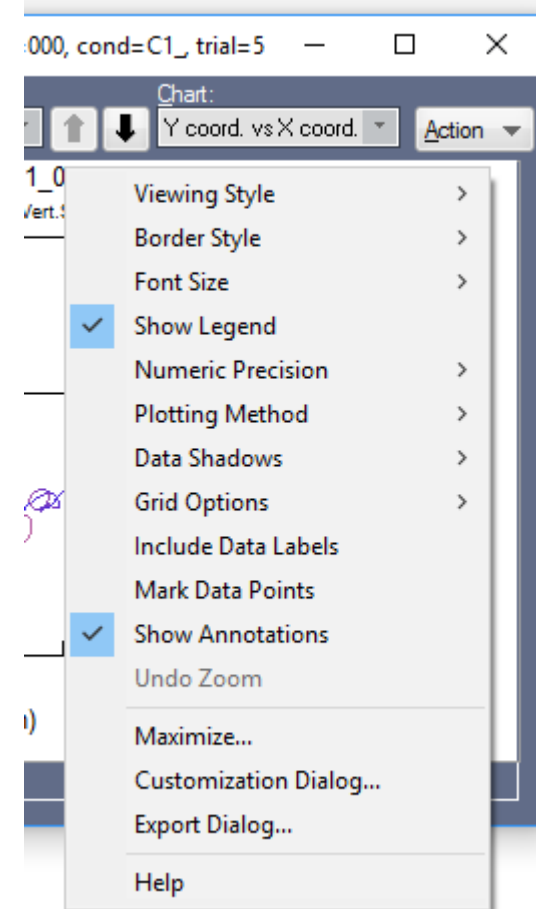 :000, cond=C1_, trial=5
Chart:
Y coord. vs X coord.
Action
1_0
Vert.S
Viewing Style
Border Style
Font Size
Show Legend
Numeric Precision
Plotting Method
Data Shadows
Grid Options
Include Data Labels
Mark Data Points
Show Annotations
Undo Zoom
Maximize...
Customization Dialog...
Export Dialog...
Help